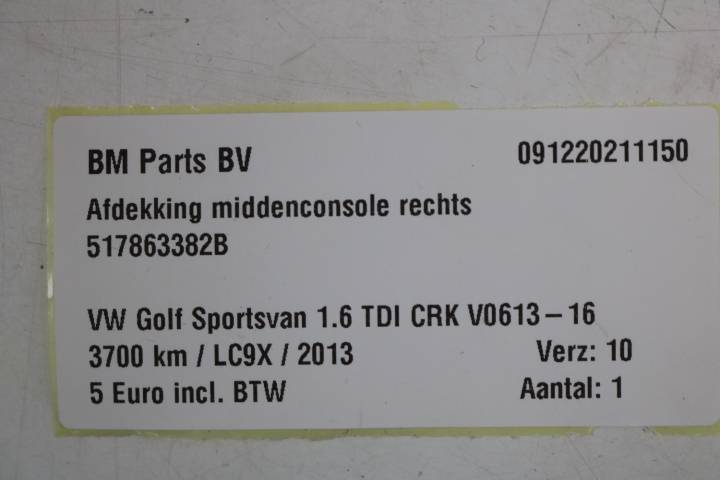 BM Parts BV 091220211150
Afdekking middenconsole rechts
517863382B
VW Golf Sportsvan 1.6 TDI CRK V0613-16
3700 km / LC9X / 2013 Verz: 10
5 Euro incl. BTW Aantal: 1